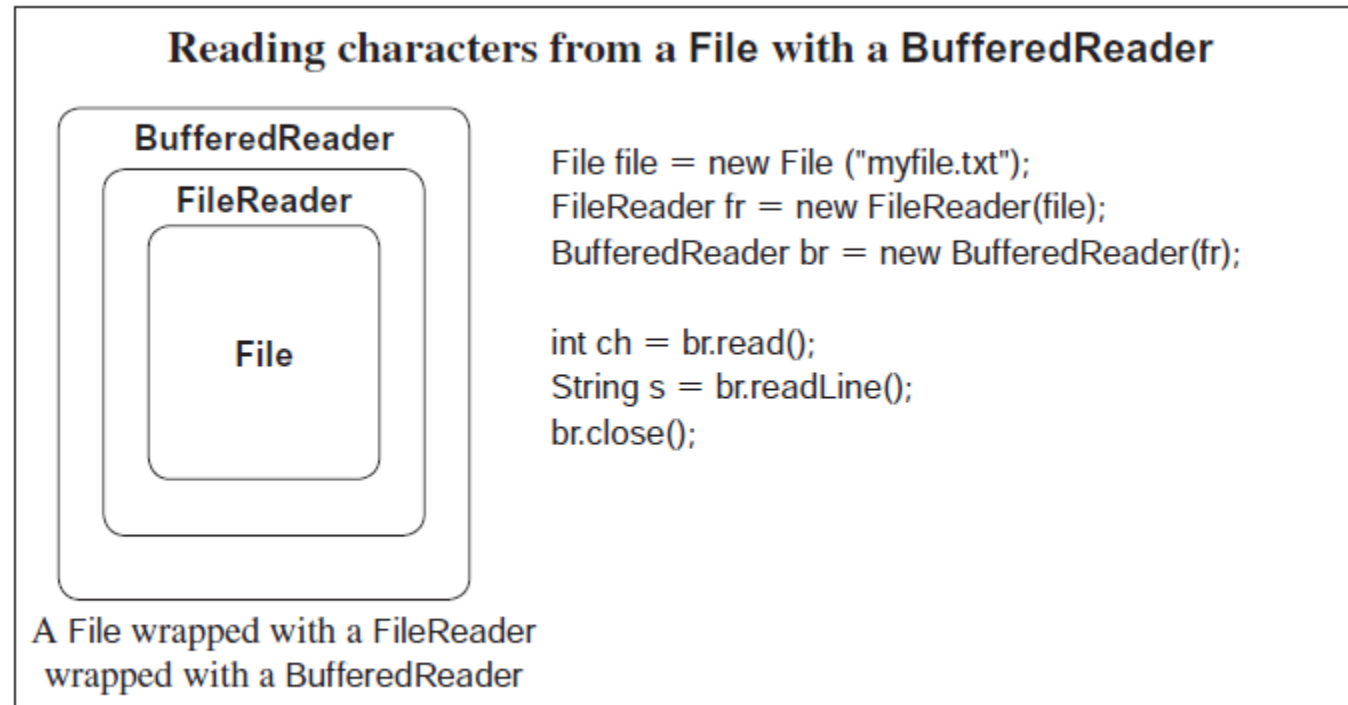 Reading characters from a File with a BufferedReader
BufferedReader
FileReader
File
File file = new File ("myfile.txt");
FileReader fr = new FileReader(file);
BufferedReader br = new BufferedReader(fr);
int ch = br.read();
String s = br.readLine();
br.close();
A File wrapped with a FileReader
wrapped with a BufferedReader